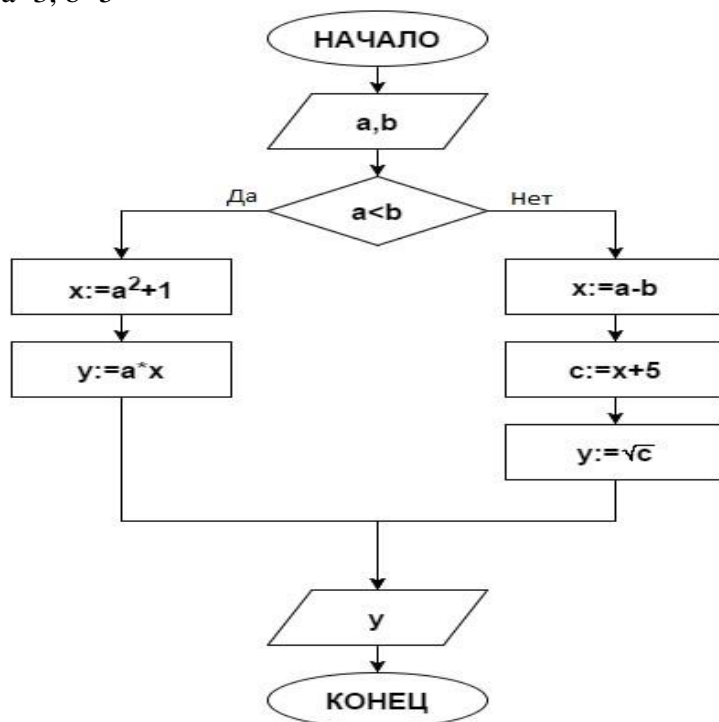 НАЧАЛО
a,b
Да
a<b
Нет
x:=a²+1
y:=a*x
x:=a-b
c:=x+5
y:=√c
y
КОНЕЦ